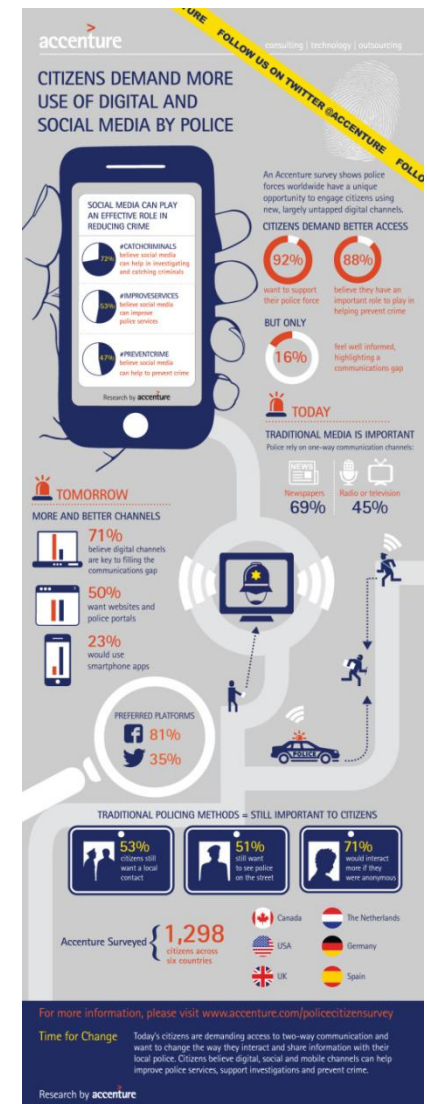 accenture
consulting | technology | outsourcing
TURE FOLLOW US ON TWITTER @ACCENTURE FOLLO
CITIZENS DEMAND MORE
USE OF DIGITAL AND
SOCIAL MEDIA BY POLICE
SOCIAL MEDIA CAN PLAY
AN EFFECTIVE ROLE IN
REDUCING CRIME
72%
#CATCHCRIMINALS
believe social media
can help in investigating
and catching criminals
53%
#IMPROVESERVICES
believe social media
can improve
police services
47%
#PREVENTCRIME
believe social media
can help to prevent crime
Research by accenture
An Accenture survey shows police
forces worldwide have a unique
opportunity to engage citizens using
new, largely untapped digital channels.
CITIZENS DEMAND BETTER ACCESS
92%
want to support
their police force
88%
believe they have an
important role to play in
helping prevent crime
BUT ONLY
16%
feel well informed,
highlighting a
communications gap
TODAY
TRADITIONAL MEDIA IS IMPORTANT
Police rely on one-way communication channels:
NEWS
Newspapers
69%
Radio or television
45%
TOMORROW
MORE AND BETTER CHANNELS
71%
believe digital channels
are key to filling the
communications gap
50%
want websites and
police portals
23%
would use
smartphone apps
PREFERRED PLATFORMS
81%
35%
POLICE
TRADITIONAL POLICING METHODS = STILL IMPORTANT TO CITIZENS
53%
citizens still
want a local
contact
51%
still want
to see police
on the street
71%
would interact
more if they
were anonymous
Accenture Surveyed
1,298
citizens across
six countries
Canada
The Netherlands
USA
Germany
UK
Spain
For more information, please visit www.accenture.com/policecitizensurvey
Time for Change
Today's citizens are demanding access to two-way communication and
want to change the way they interact and share information with their
local police. Citizens believe digital, social and mobile channels can help
improve police services, support investigations and prevent crime.
Research by accenture